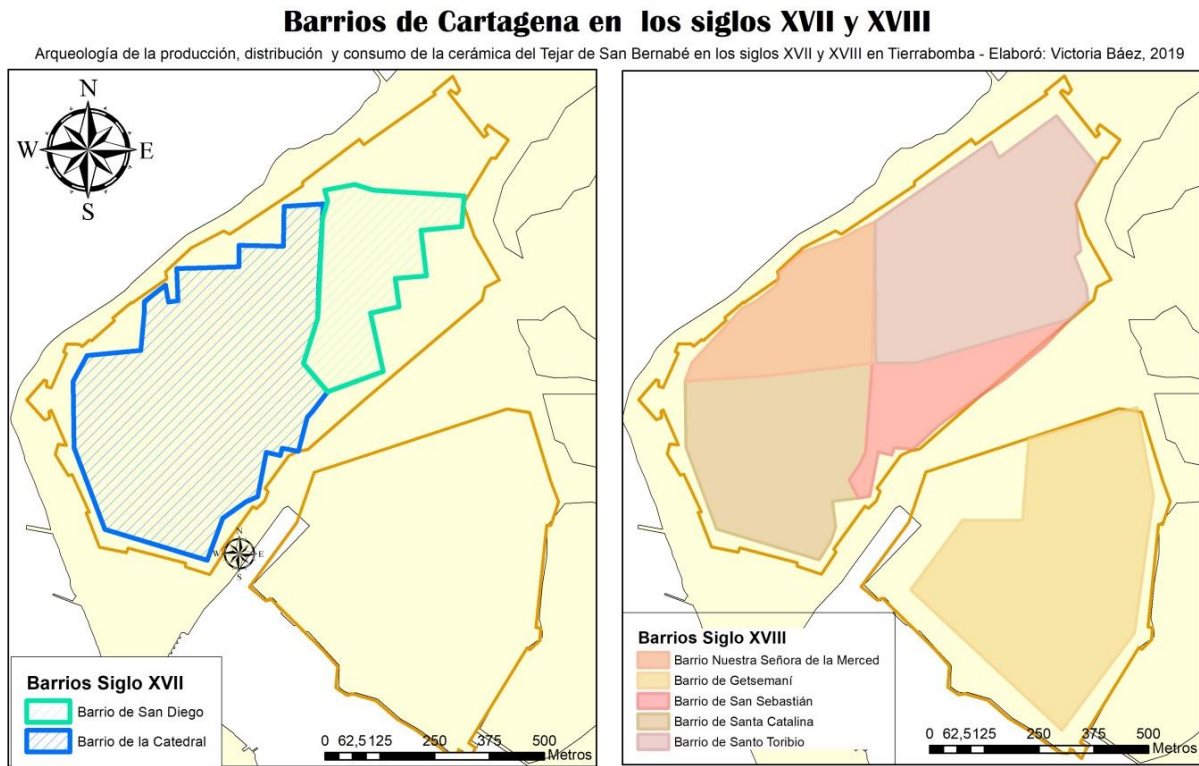 Barrios de Cartagena en los siglos XVII y XVIII
Arqueología de la producción, distribución y consumo de la cerámica del Tejar de San Bernabé en los siglos XVII y XVIII en Tierrabomba - Elaboró: Victoria Báez, 2019
N
W E
S
N
W E
S
Barrios Siglo XVII
Barrio de San Diego
Barrio de la Catedral
0 62,5 125 250 375 500
Metros
Barrios Siglo XVIII
Barrio Nuestra Señora de la Merced
Barrio de Getsemaní
Barrio de San Sebastián
Barrio de Santa Catalina
Barrio de Santo Toribio
0 62,5 125 250 375 500
Metros